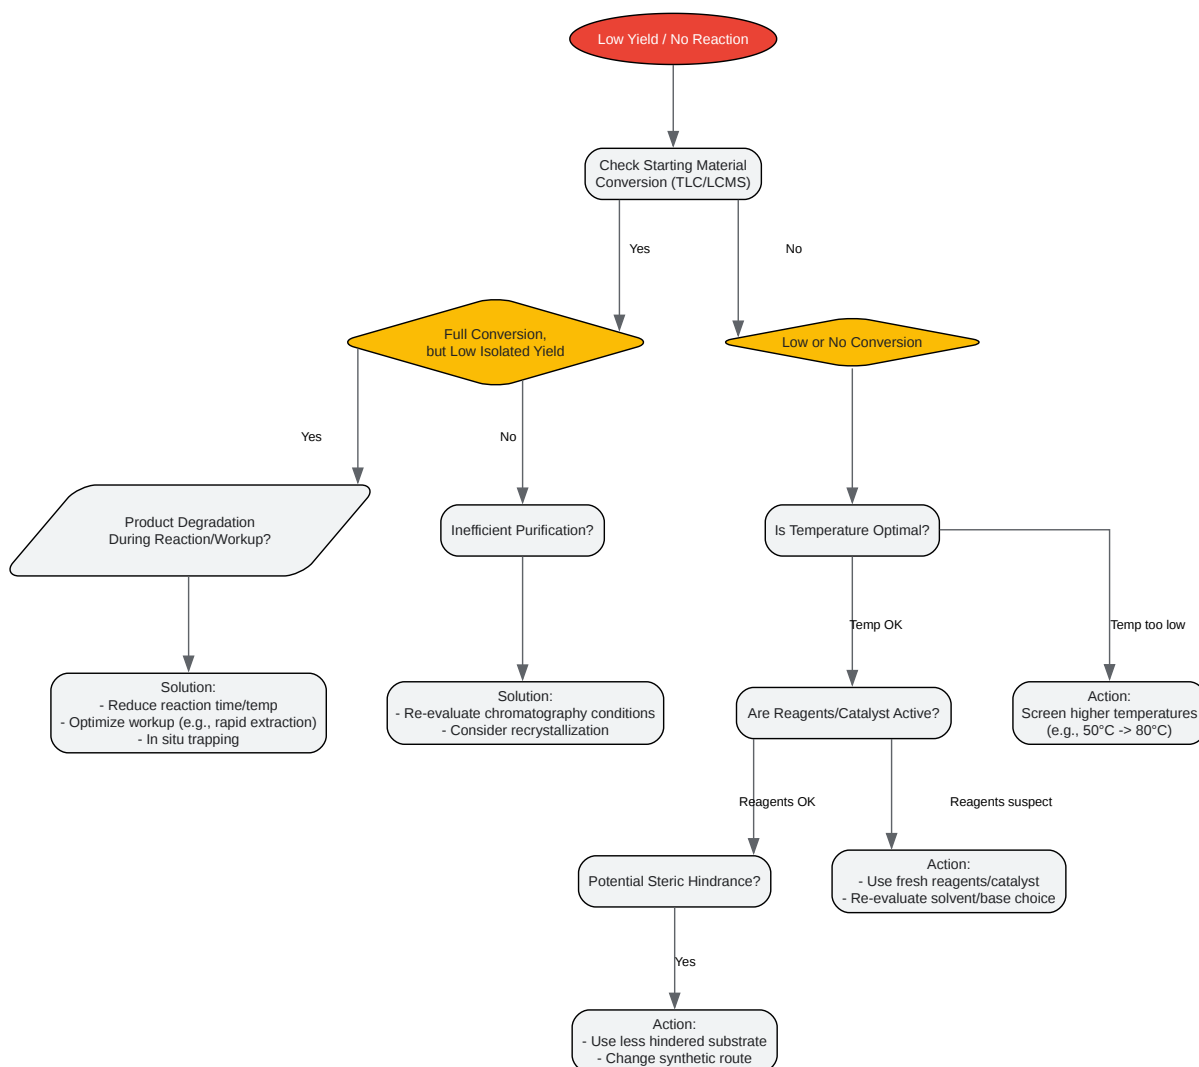 Low Yield / No Reaction
Check Starting Material
Conversion (TLC/LCMS)
Yes
No
Full Conversion,
but Low Isolated Yield
Low or No Conversion
Yes
No
Product Degradation
During Reaction/Workup?
Inefficient Purification?
Is Temperature Optimal?
Temp OK
Temp too low
Solution:
- Reduce reaction time/temp
- Optimize workup (e.g., rapid extraction)
- In situ trapping
Solution:
- Re-evaluate chromatography conditions
- Consider recrystallization
Are Reagents/Catalyst Active?
Action:
Screen higher temperatures
(e.g., 50°C -> 80°C)
Reagents OK
Reagents suspect
Potential Steric Hindrance?
Action:
- Use fresh reagents/catalyst
- Re-evaluate solvent/base choice
Yes
Action:
- Use less hindered substrate
- Change synthetic route